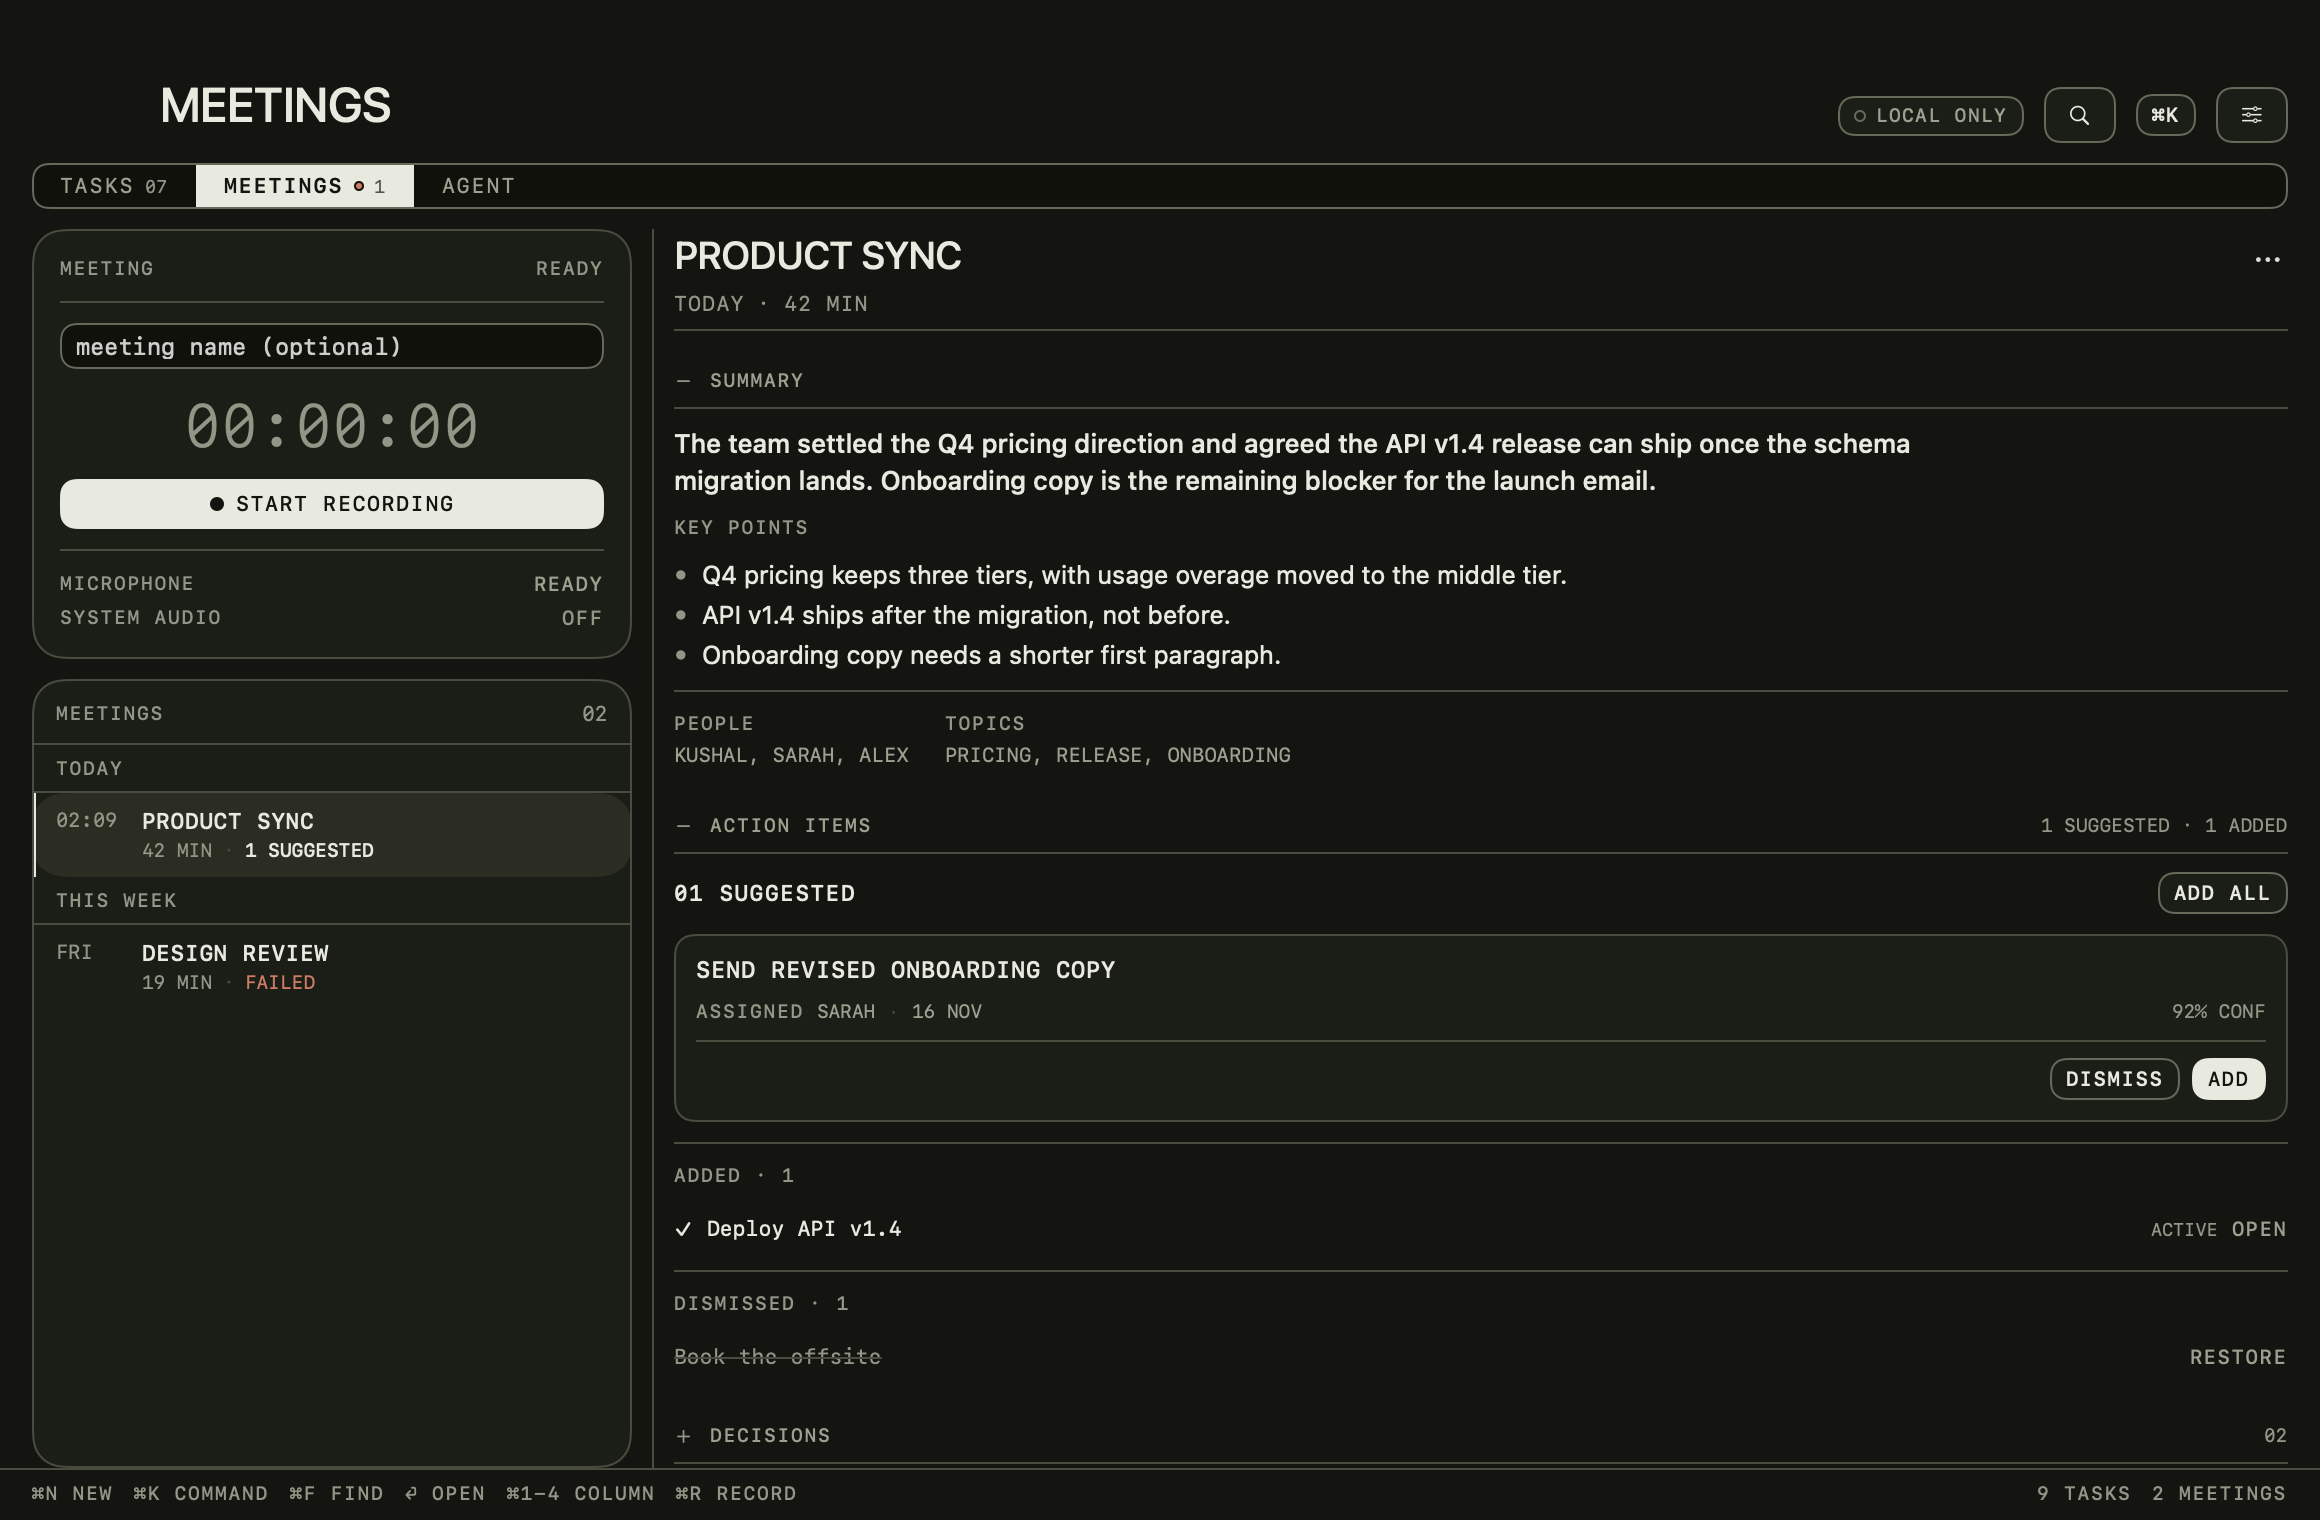 MEETINGS
LOCAL ONLY
⌘K
TASKS 07
MEETINGS 1
AGENT
MEETING READY
meeting name (optional)
00:00:00
START RECORDING
MICROPHONE READY
SYSTEM AUDIO OFF
MEETINGS 02
TODAY
02:09 PRODUCT SYNC
42 MIN · 1 SUGGESTED
THIS WEEK
FRI DESIGN REVIEW
19 MIN · FAILED
PRODUCT SYNC
TODAY · 42 MIN
— SUMMARY
The team settled the Q4 pricing direction and agreed the API v1.4 release can ship once the schema
migration lands. Onboarding copy is the remaining blocker for the launch email.
KEY POINTS
• Q4 pricing keeps three tiers, with usage overage moved to the middle tier.
• API v1.4 ships after the migration, not before.
• Onboarding copy needs a shorter first paragraph.
PEOPLE TOPICS
KUSHAL, SARAH, ALEX PRICING, RELEASE, ONBOARDING
— ACTION ITEMS 1 SUGGESTED · 1 ADDED
01 SUGGESTED ADD ALL
SEND REVISED ONBOARDING COPY
ASSIGNED SARAH · 16 NOV 92% CONF
DISMISS ADD
ADDED · 1
✓ Deploy API v1.4 ACTIVE OPEN
DISMISSED · 1
Book the offsite RESTORE
+ DECISIONS 02
⌘N NEW ⌘K COMMAND ⌘F FIND ⏎ OPEN ⌘1–4 COLUMN ⌘R RECORD 9 TASKS 2 MEETINGS